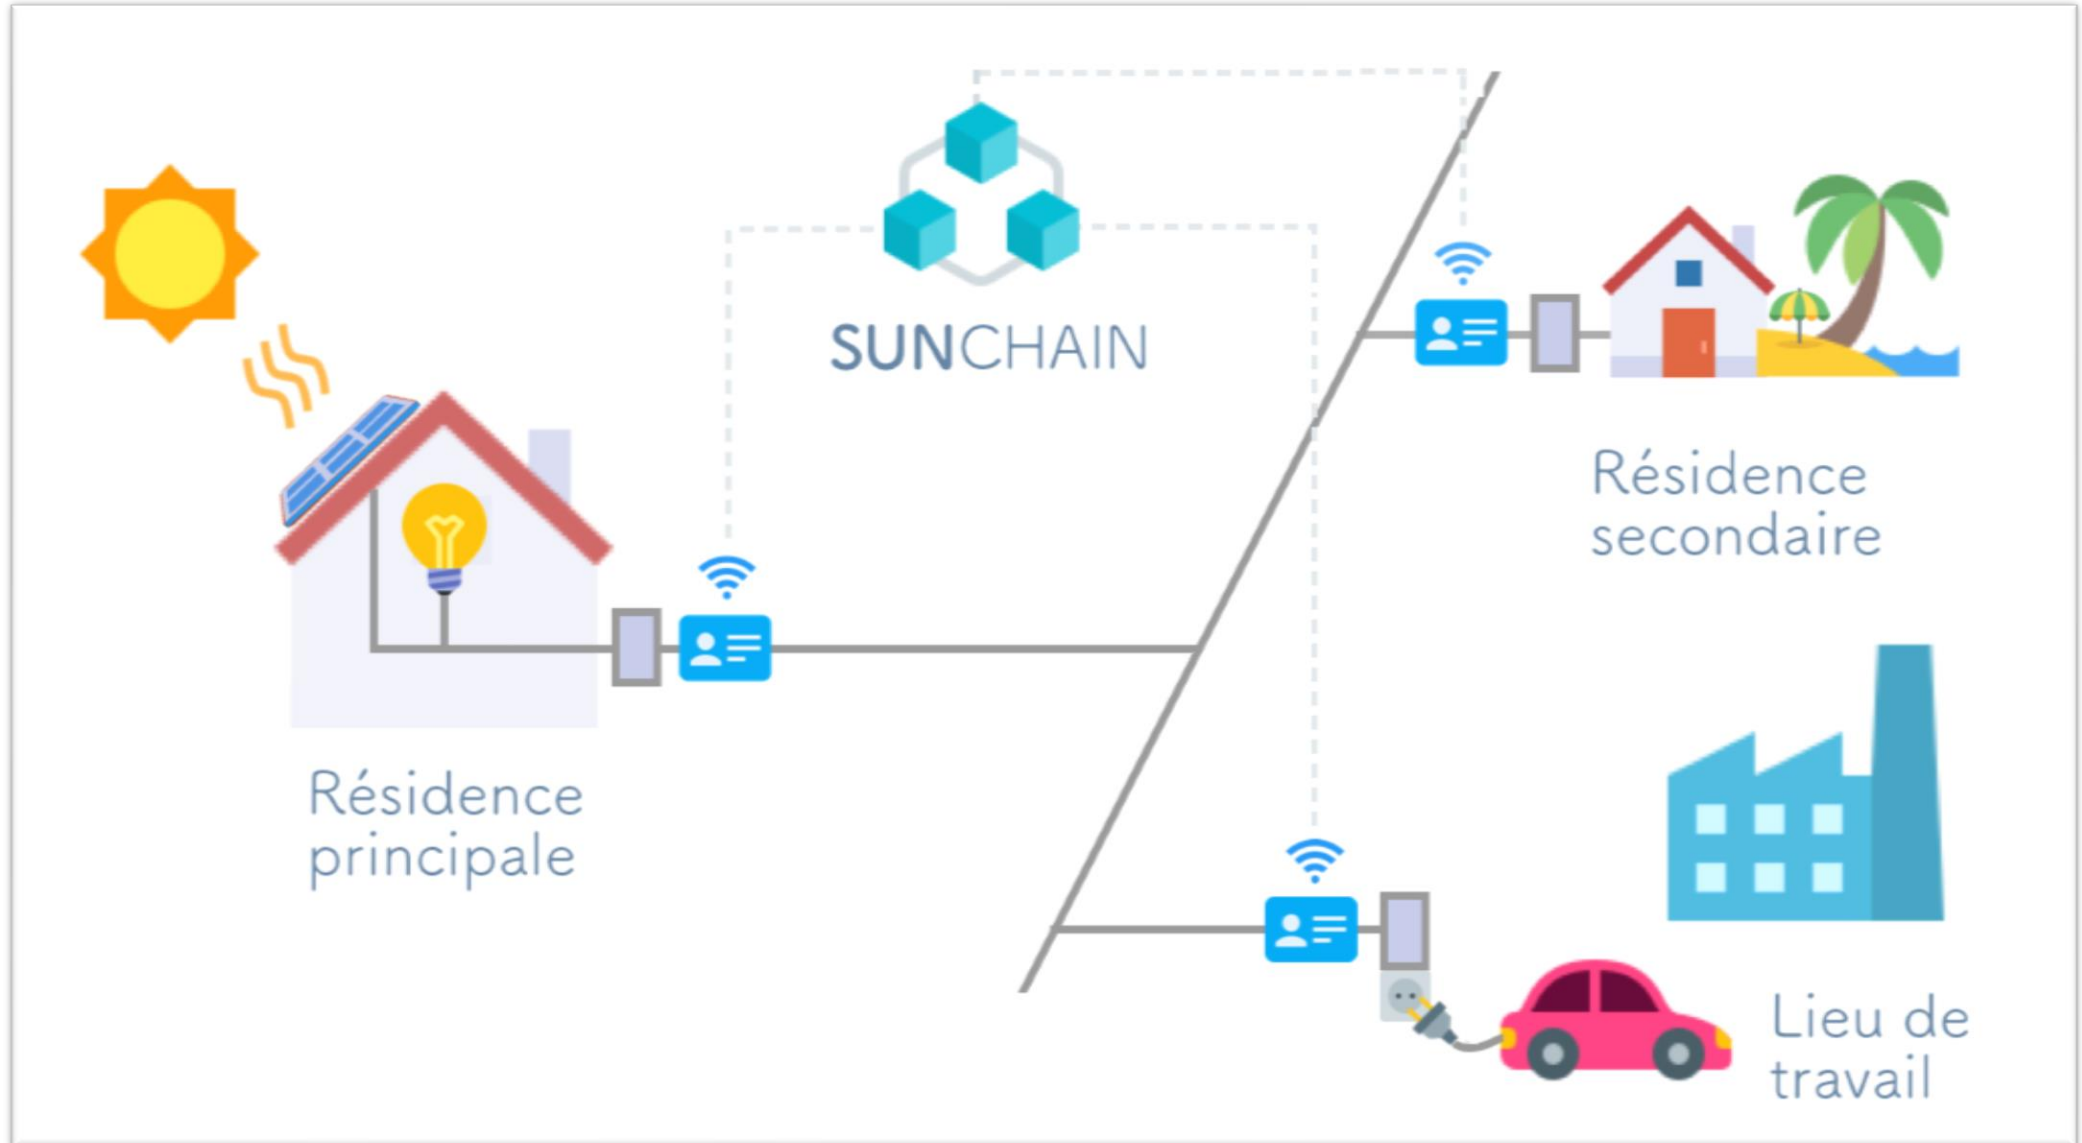 SUNCHAIN
Résidence
secondaire
Résidence
principale
Lieu de
travail